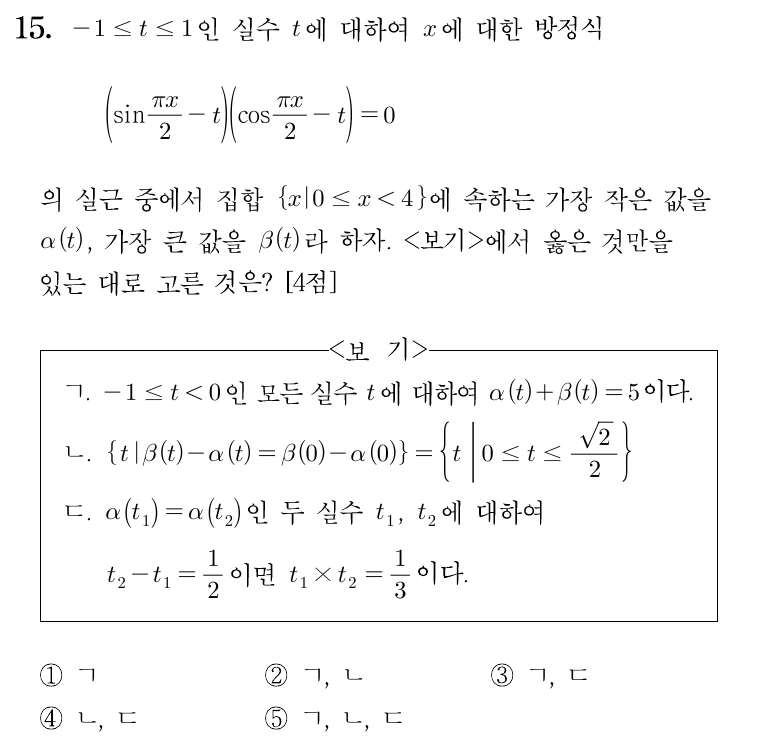 15. -1 ≤ t ≤ 1인 실수 t에 대하여 x에 대한 방정식
(sin πx/2 - t)(cos πx/2 - t) = 0
의 실근 중에서 집합 {x|0 ≤ x < 4}에 속하는 가장 작은 값을
α(t), 가장 큰 값을 β(t)라 하자. <보기>에서 옳은 것만을
있는 대로 고른 것은? [4점]
<보 기>
ㄱ. -1 ≤ t < 0인 모든 실수 t에 대하여 α(t)+β(t) = 5이다.
ㄴ. {t|β(t)-α(t) = β(0)-α(0)} = {t | 0 ≤ t ≤ √2/2}
ㄷ. α(t₁) = α(t₂)인 두 실수 t₁, t₂에 대하여
t₂-t₁ = 1/2이면 t₁×t₂ = 1/3이다.
① ㄱ ② ㄱ, ㄴ ③ ㄱ, ㄷ
④ ㄴ, ㄷ ⑤ ㄱ, ㄴ, ㄷ